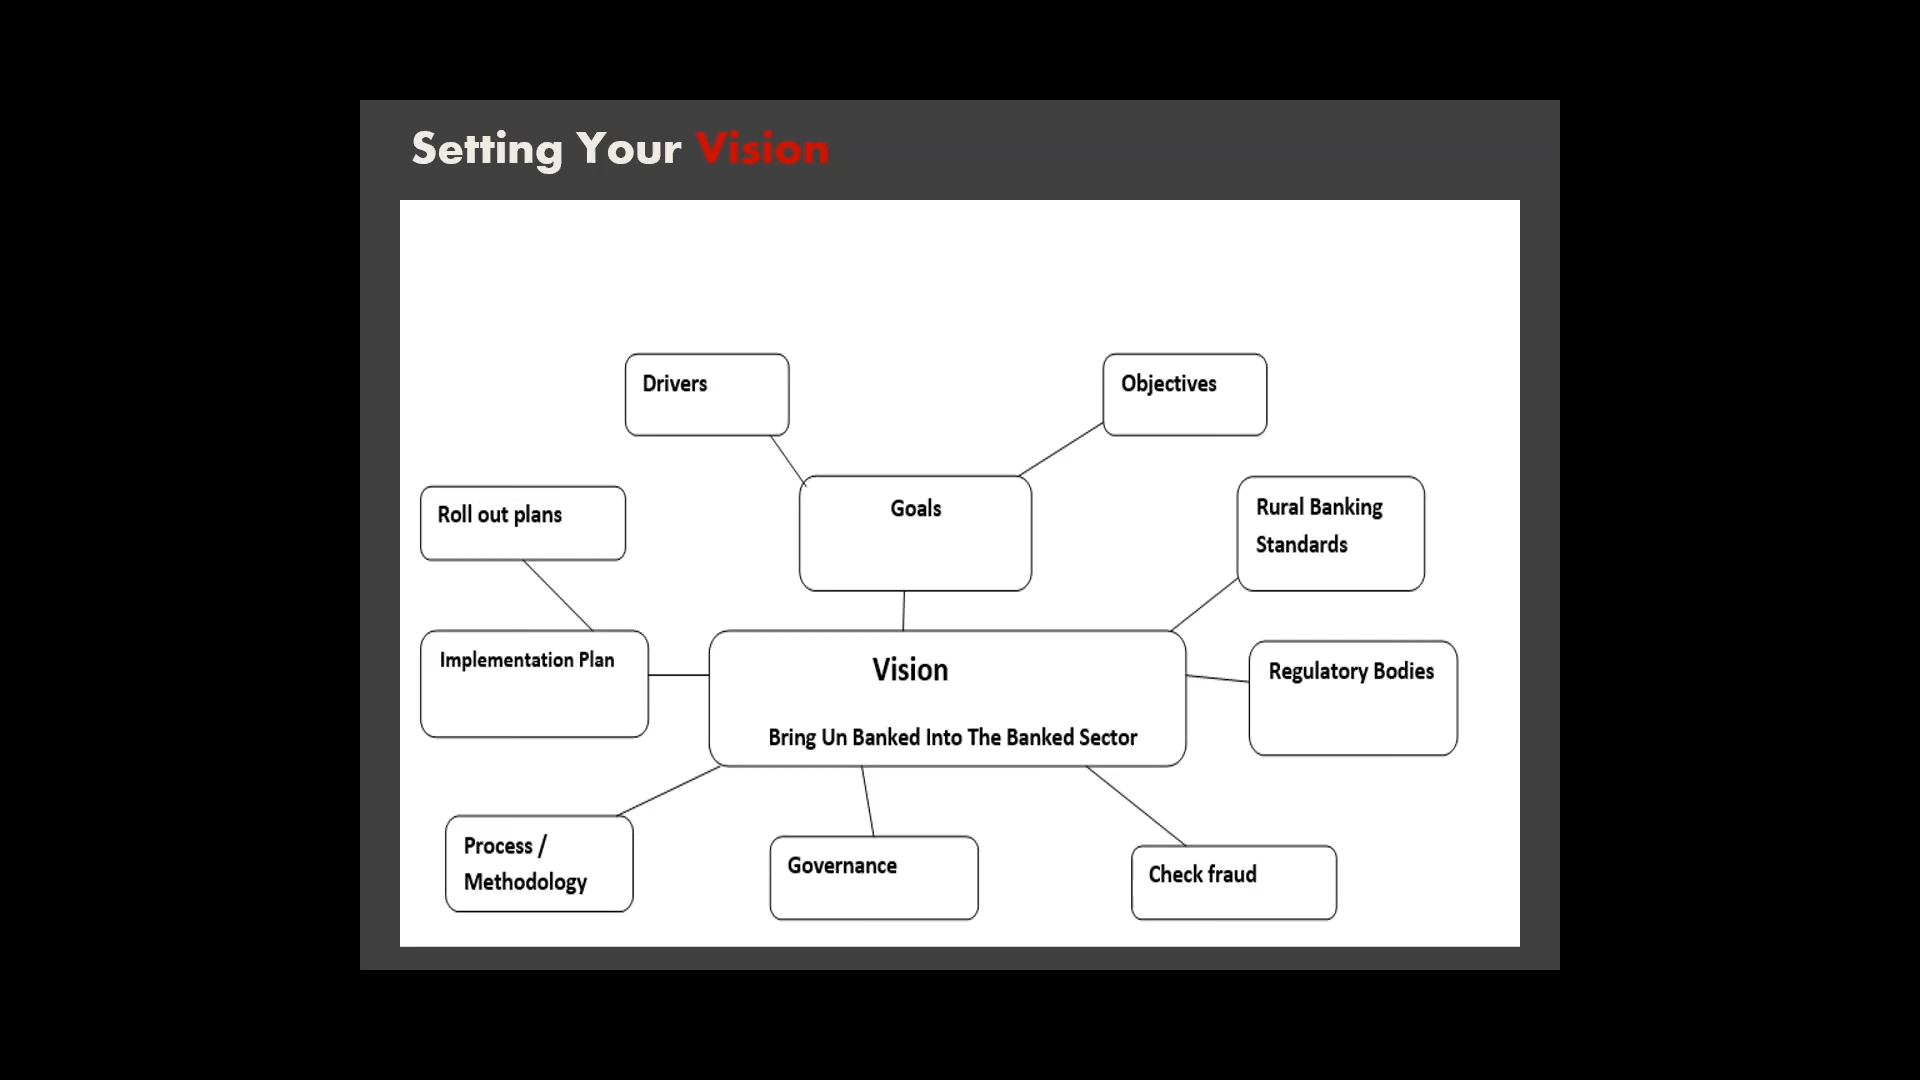 Setting Your Vision
Drivers
Objectives
Goals
Rural Banking
Standards
Roll out plans
Implementation Plan
Vision
Bring Un Banked Into The Banked Sector
Regulatory Bodies
Process /
Methodology
Governance
Check fraud